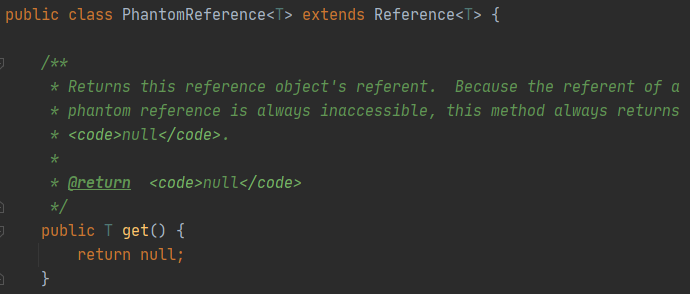 public class PhantomReference<T> extends Reference<T> {
/**
* Returns this reference object's referent.  Because the referent of a
* phantom reference is always inaccessible, this method always returns
* <code>null</code>.
*
* @return  <code>null</code>
*/
public T get() {
return null;
}